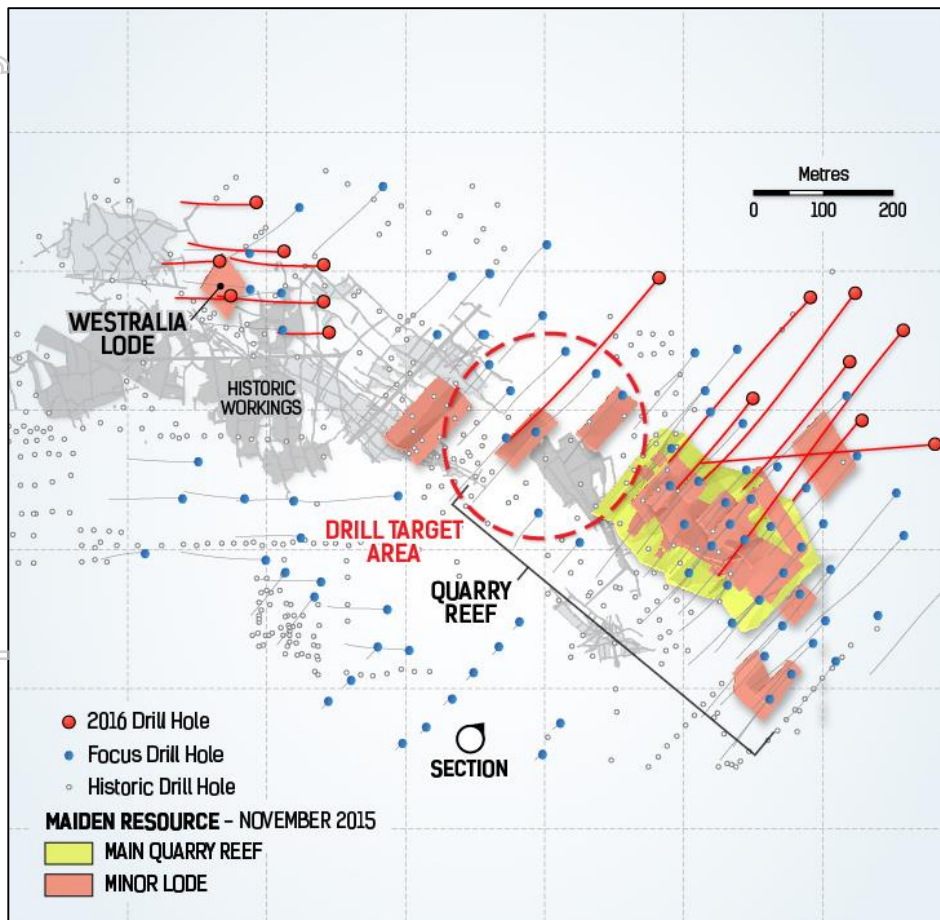 Metres
0 100 200
WESTRALIA
LODE
HISTORIC
WORKINGS
DRILL TARGET
AREA
QUARRY
REEF
SECTION
2016 Drill Hole
Focus Drill Hole
Historic Drill Hole
MAIDEN RESOURCE – NOVEMBER 2015
MAIN QUARRY REEF
MINOR LODE